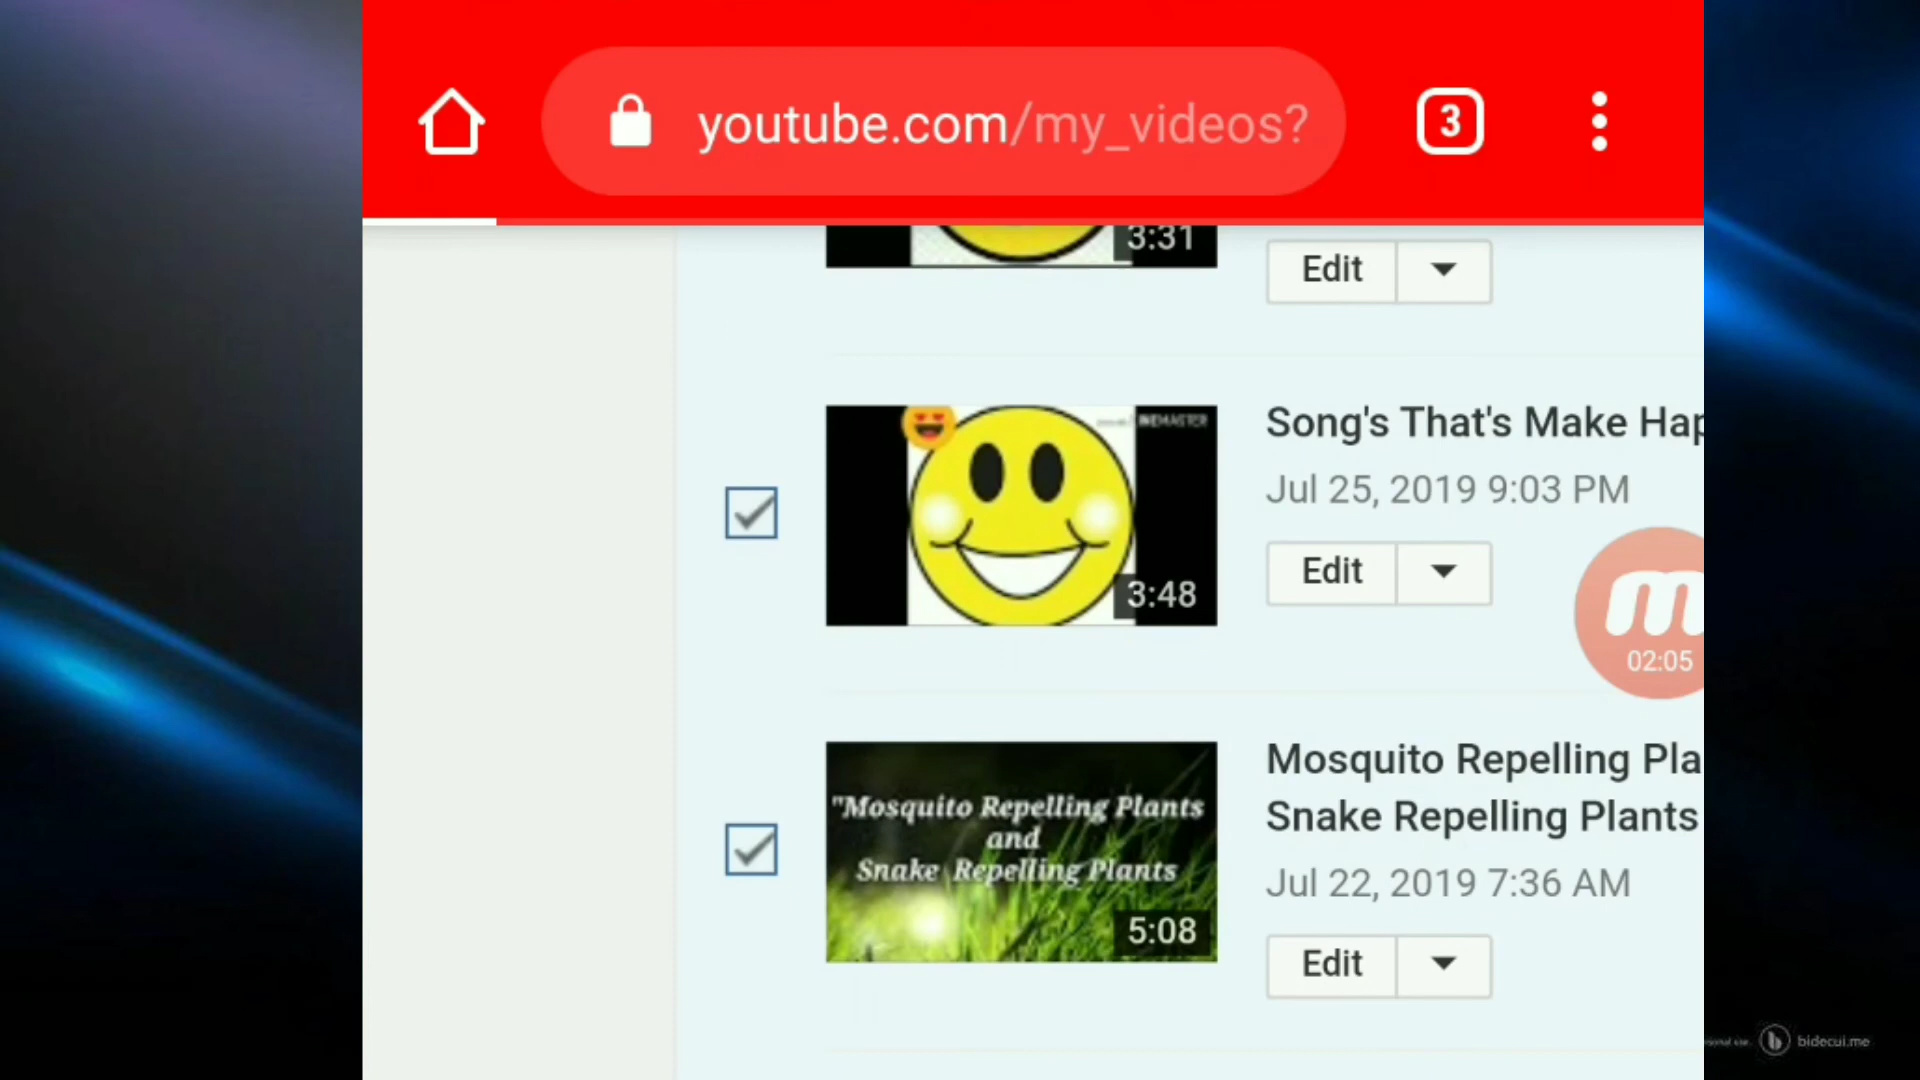 youtube.com/my_videos?
3
3:31
Edit
INEMASTER
Song's That's Make Hap
Jul 25, 2019 9:03 PM
3:48
Edit
m
02:05
Mosquito Repelling Pla
Snake Repelling Plants
"Mosquito Repelling Plants
and
Snake Repelling Plants
Jul 22, 2019 7:36 AM
5:08
Edit
b bidecui.me